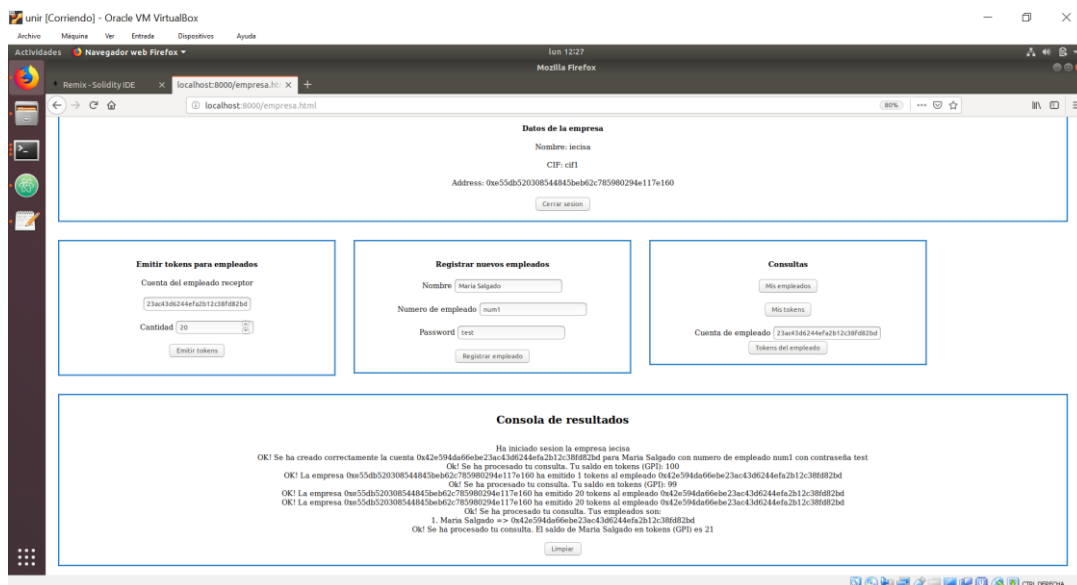 unir [Corriendo] - Oracle VM VirtualBox
Archivo Máquina Ver Entrada Dispositivos Ayuda
Actividades Navegador web Firefox lun 12:27
Mozilla Firefox
Remix - Solidity IDE localhost:8000/empresa.ht
localhost:8000/empresa.html 80%
Datos de la empresa
Nombre: iecisa
CIF: cif1
Address: 0xe55db520308544845beb62c785980294e117e160
Cerrar sesion
Emitir tokens para empleados
Cuenta del empleado receptor
23ac43d6244efa2b12c38fd82bd
Cantidad 20
Emitir tokens
Registrar nuevos empleados
Nombre Maria Salgado
Numero de empleado num1
Password test
Registrar empleado
Consultas
Mis empleados
Mis tokens
Cuenta de empleado 23ac43d6244efa2b12c38fd82bd
Tokens del empleado
Consola de resultados
Ha iniciado sesion la empresa iecisa
OK! Se ha creado correctamente la cuenta 0x42e594da66ebe23ac43d6244efa2b12c38fd82bd para Maria Salgado con numero de empleado num1 con contraseña test
Ok! Se ha procesado tu consulta. Tu saldo en tokens (GPI): 100
OK! La empresa 0xe55db520308544845beb62c785980294e117e160 ha emitido 1 tokens al empleado 0x42e594da66ebe23ac43d6244efa2b12c38fd82bd
Ok! Se ha procesado tu consulta. Tu saldo en tokens (GPI): 99
OK! La empresa 0xe55db520308544845beb62c785980294e117e160 ha emitido 20 tokens al empleado 0x42e594da66ebe23ac43d6244efa2b12c38fd82bd
OK! La empresa 0xe55db520308544845beb62c785980294e117e160 ha emitido 20 tokens al empleado 0x42e594da66ebe23ac43d6244efa2b12c38fd82bd
Ok! Se ha procesado tu consulta. Tus empleados son:
1. Maria Salgado => 0x42e594da66ebe23ac43d6244efa2b12c38fd82bd
Ok! Se ha procesado tu consulta. El saldo de Maria Salgado en tokens (GPI) es 21
Limpiar
CTRL DERECHA